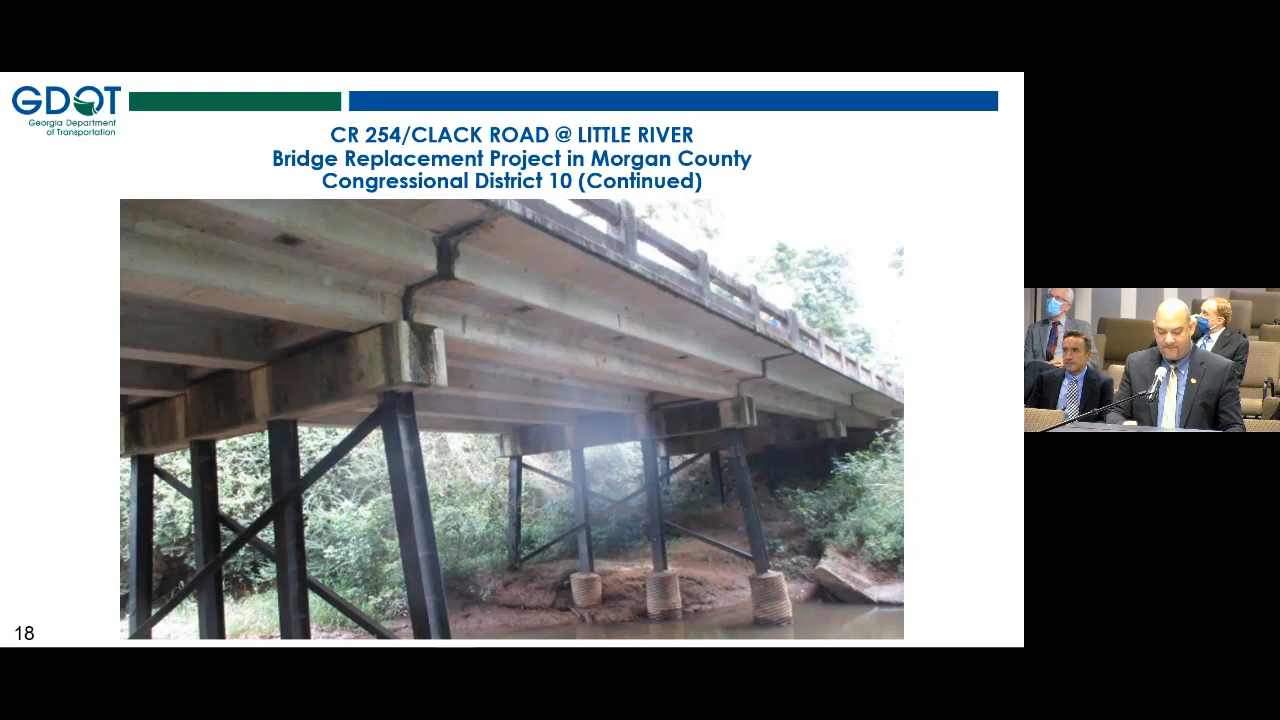 GDOT
Georgia Department
of Transportation
CR 254/CLACK ROAD @ LITTLE RIVER
Bridge Replacement Project in Morgan County
Congressional District 10 (Continued)
18